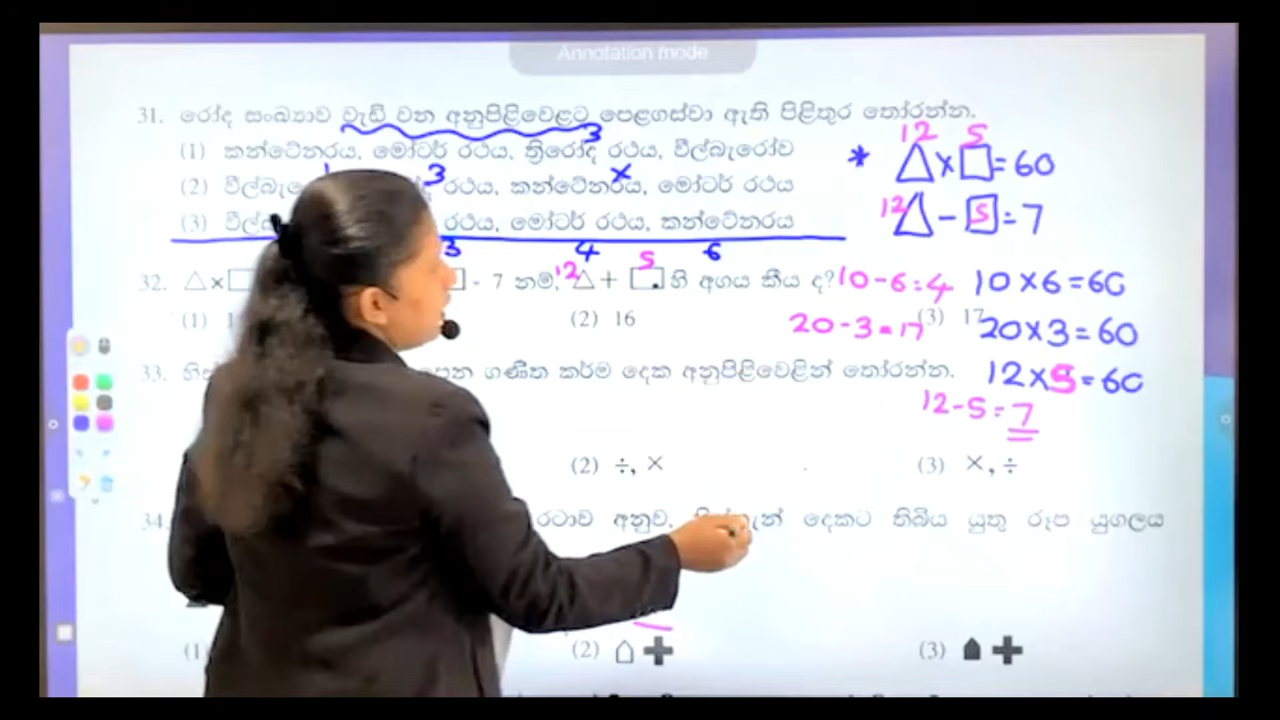 Annotation mode
31. රෝද සංඛ්‍යාව වැඩි වන අනුපිළිවෙළට පෙළගස්වා ඇති පිළිතුර තෝරන්න.
3
(1) කන්ටේනරය, මෝටර් රථය, ත්‍රිරෝද රථය, වීල්බැරෝව
(2) රථය, කන්ටේනරය, මෝටර් රථය
3 x
(3) රථය, මෝටර් රථය, කන්ටේනරය
3 4 6
12 5
* △ × □ = 60
12 △ - 5 = 7
32. △ × □ - 7 නම්, 12 △ + 5 □ හි අගය කීය ද?
(2) 16 (3) 17
10 - 6 = 4 10 × 6 = 60
20 - 3 = 17 20 × 3 = 60
12 × 5 = 60
12 - 5 = 7
33. ගණිත කර්ම දෙක අනුපිළිවෙළින් තෝරන්න.
(2) ÷, × (3) ×, ÷
34. රටාව අනුව, දෙකට තිබිය යුතු රූප යුගලය
(1) (2) (3)